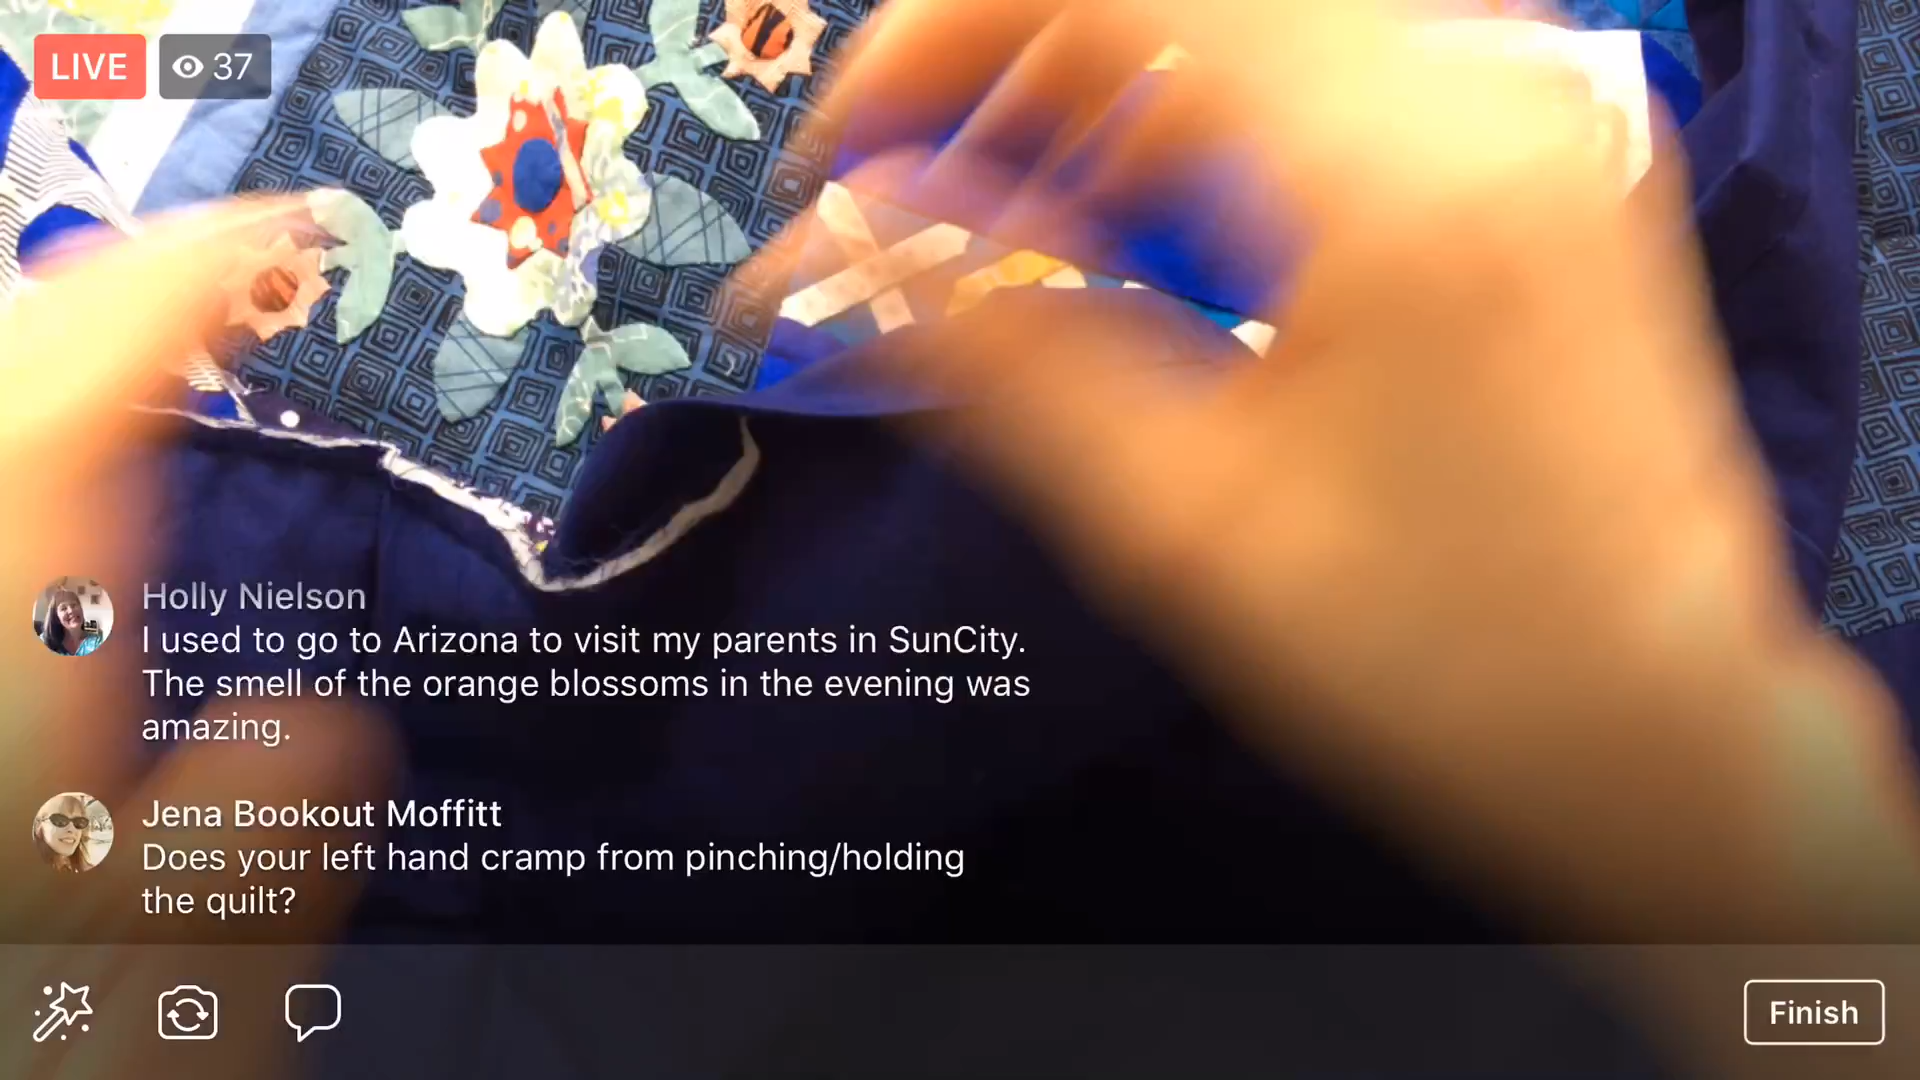 LIVE 37
Holly Nielson
I used to go to Arizona to visit my parents in SunCity.
The smell of the orange blossoms in the evening was
amazing.
Jena Bookout Moffitt
Does your left hand cramp from pinching/holding
the quilt?
Finish